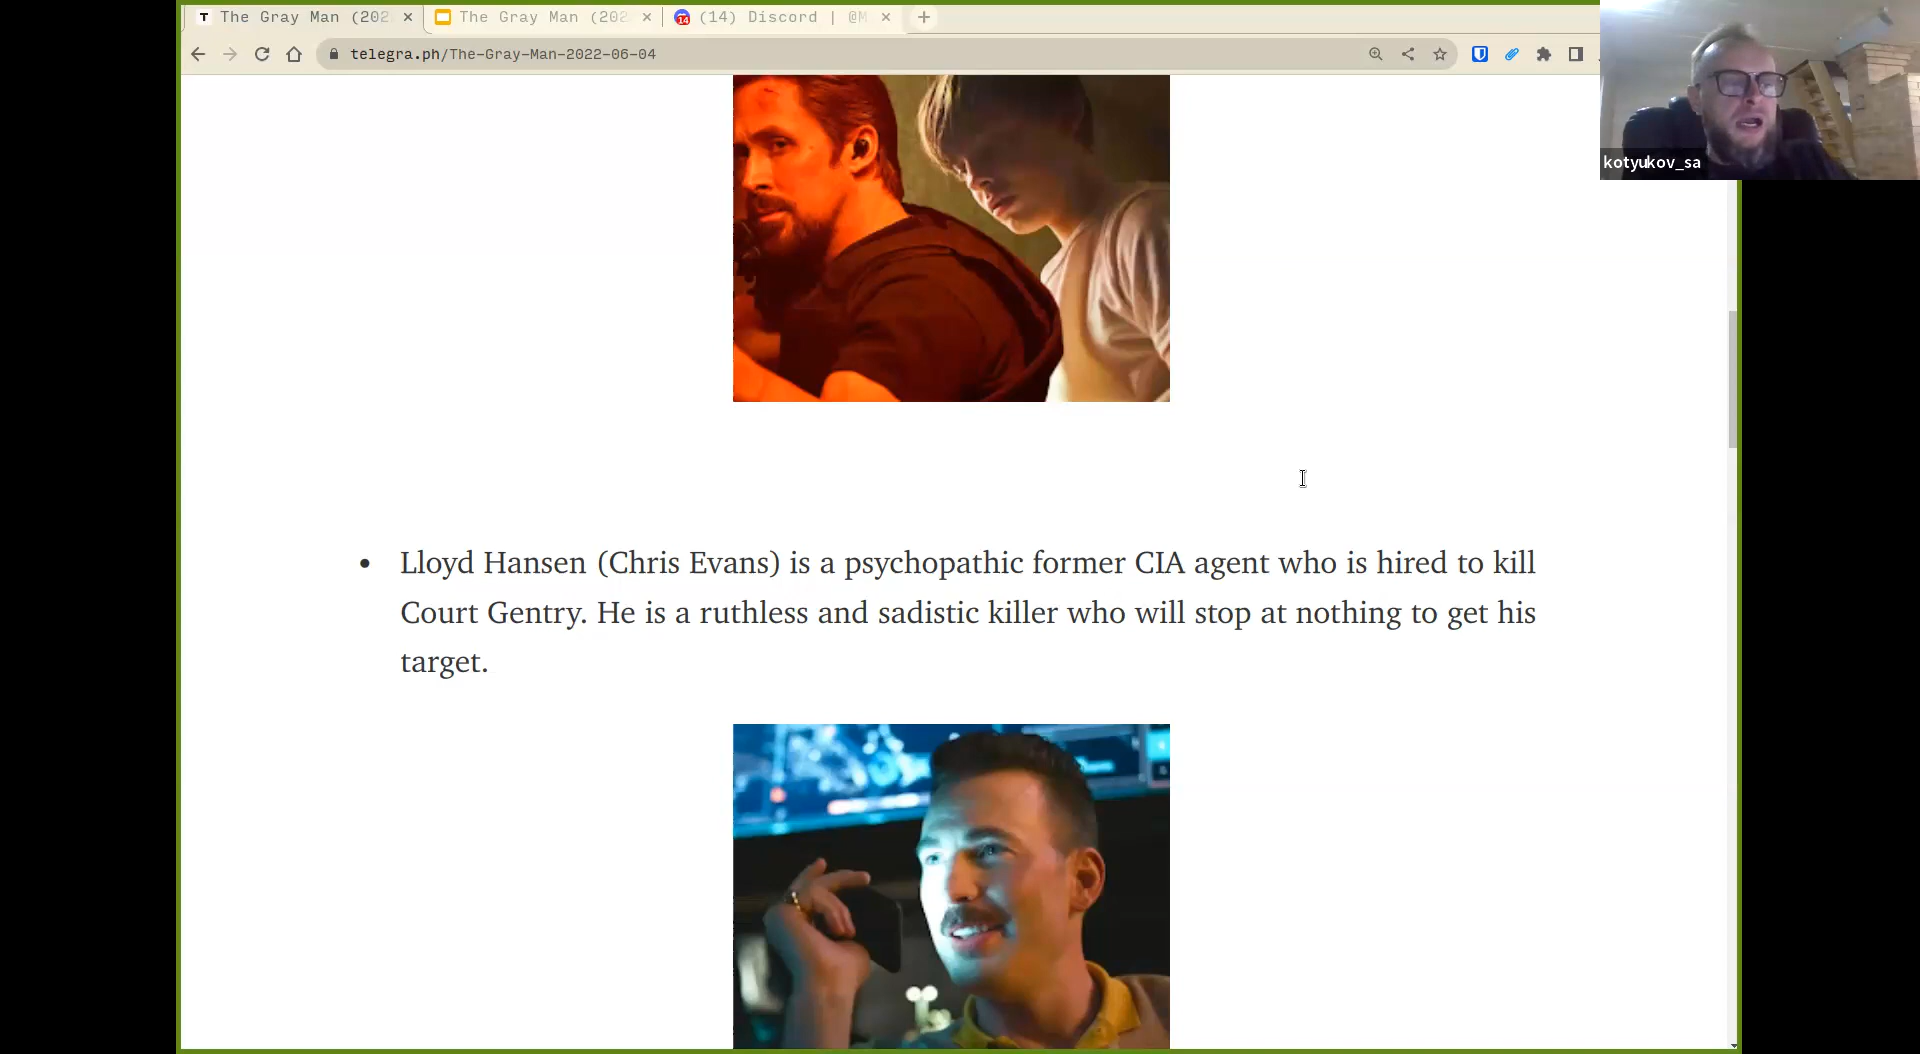 The Gray Man (202
The Gray Man (202
(14) Discord | @M
telegra.ph/The-Gray-Man-2022-06-04
kotyukov_sa
• Lloyd Hansen (Chris Evans) is a psychopathic former CIA agent who is hired to kill
Court Gentry. He is a ruthless and sadistic killer who will stop at nothing to get his
target.